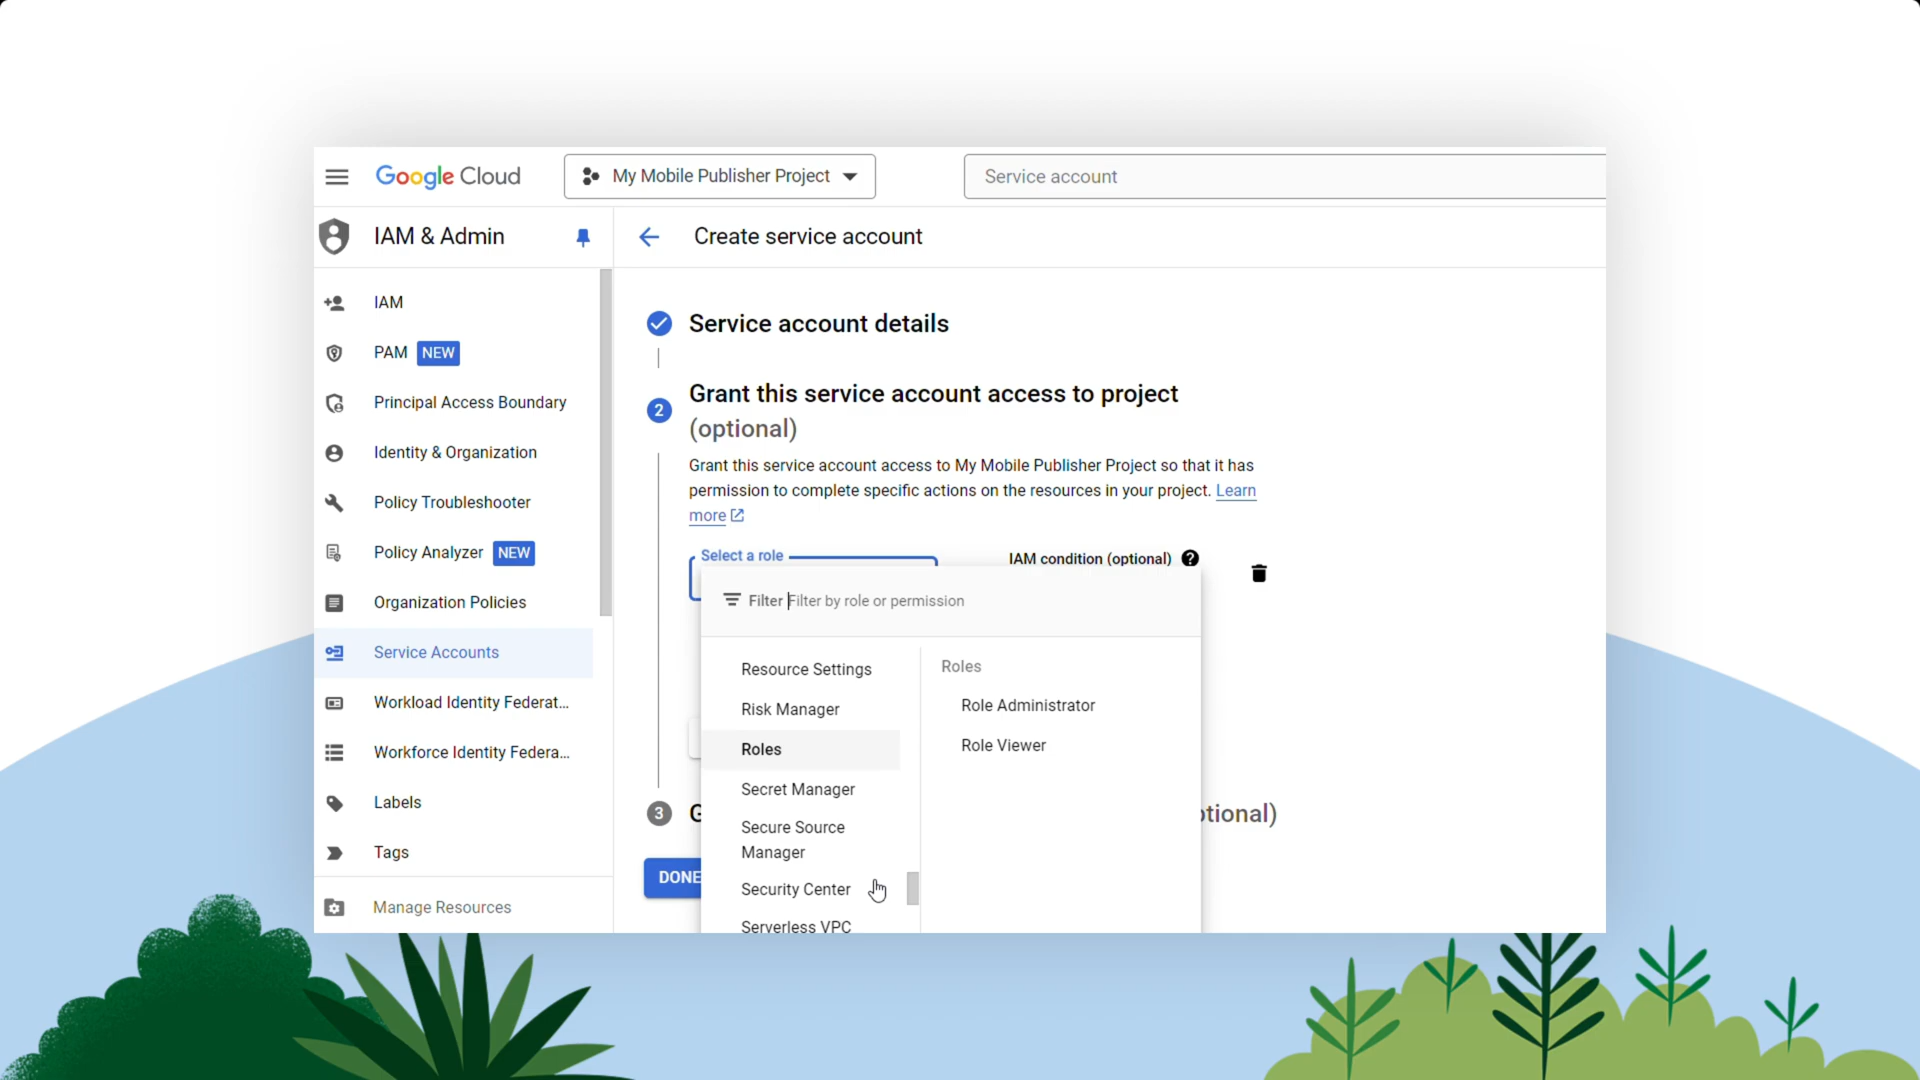 Google Cloud
My Mobile Publisher Project
Service account
IAM & Admin
Create service account
IAM
PAM NEW
Principal Access Boundary
Identity & Organization
Policy Troubleshooter
Policy Analyzer NEW
Organization Policies
Service Accounts
Workload Identity Federat...
Workforce Identity Federa...
Labels
Tags
Manage Resources
Service account details
2
Grant this service account access to project
(optional)
Grant this service account access to My Mobile Publisher Project so that it has
permission to complete specific actions on the resources in your project. Learn
more
Select a role
IAM condition (optional)
Filter Filter by role or permission
Resource Settings
Risk Manager
Roles
Secret Manager
Secure Source
Manager
Security Center
Serverless VPC
Roles
Role Administrator
Role Viewer
3 G
ptional)
DONE